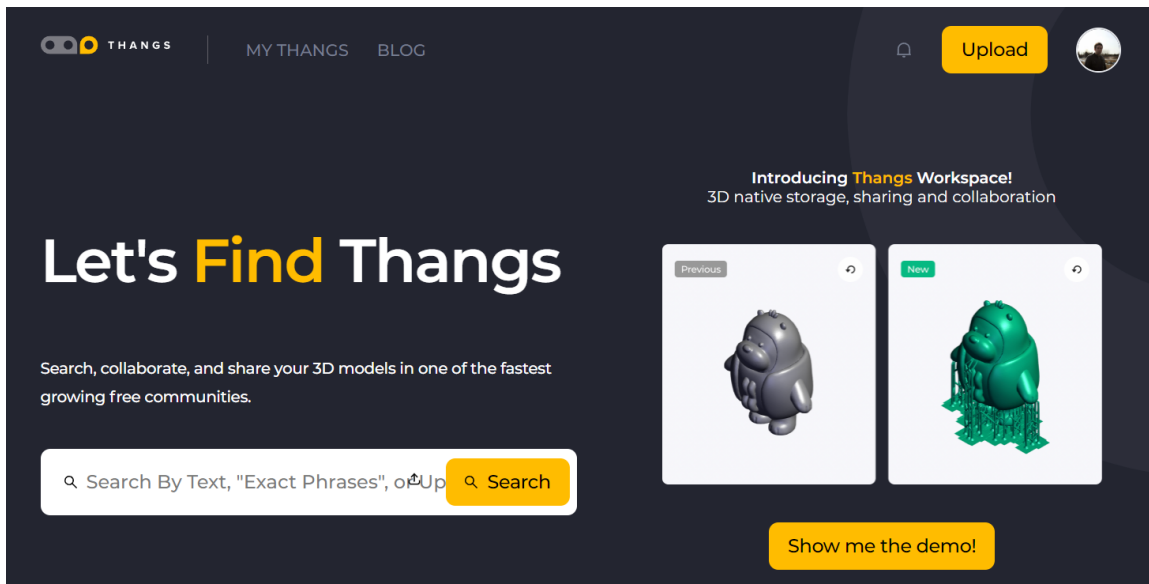 THANGS
MY THANGS
BLOG
Upload
Let's Find Thangs
Search, collaborate, and share your 3D models in one of the fastest
growing free communities.
Search By Text, "Exact Phrases", or Up
Search
Introducing Thangs Workspace!
3D native storage, sharing and collaboration
Previous
New
Show me the demo!